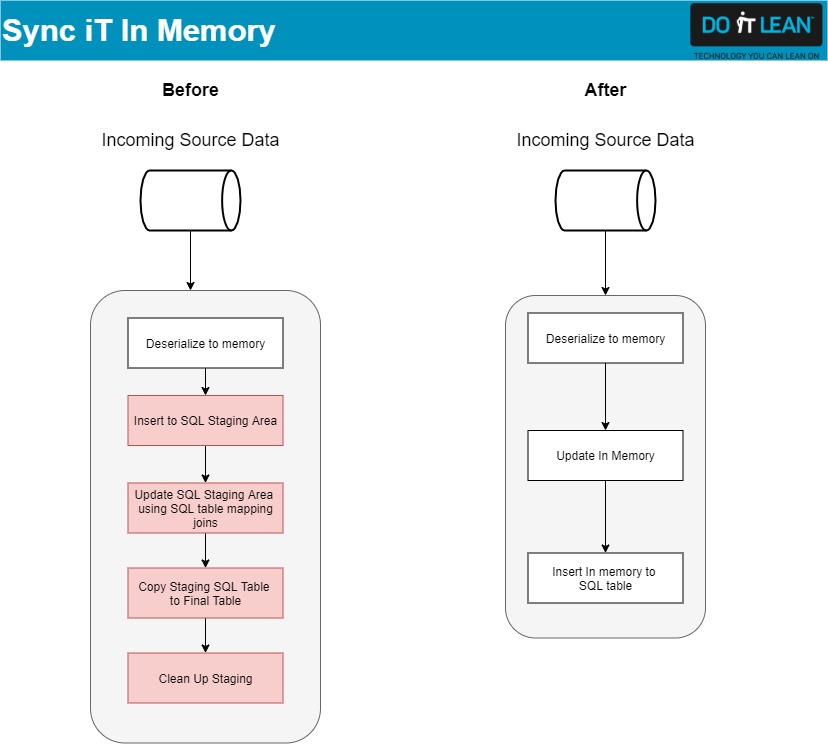 Sync iT In Memory
DO iT LEAN
TECHNOLOGY YOU CAN LEAN ON
Before
Incoming Source Data
Deserialize to memory
Insert to SQL Staging Area
Update SQL Staging Area
using SQL table mapping
joins
Copy Staging SQL Table
to Final Table
Clean Up Staging
After
Incoming Source Data
Deserialize to memory
Update In Memory
Insert In memory to
SQL table